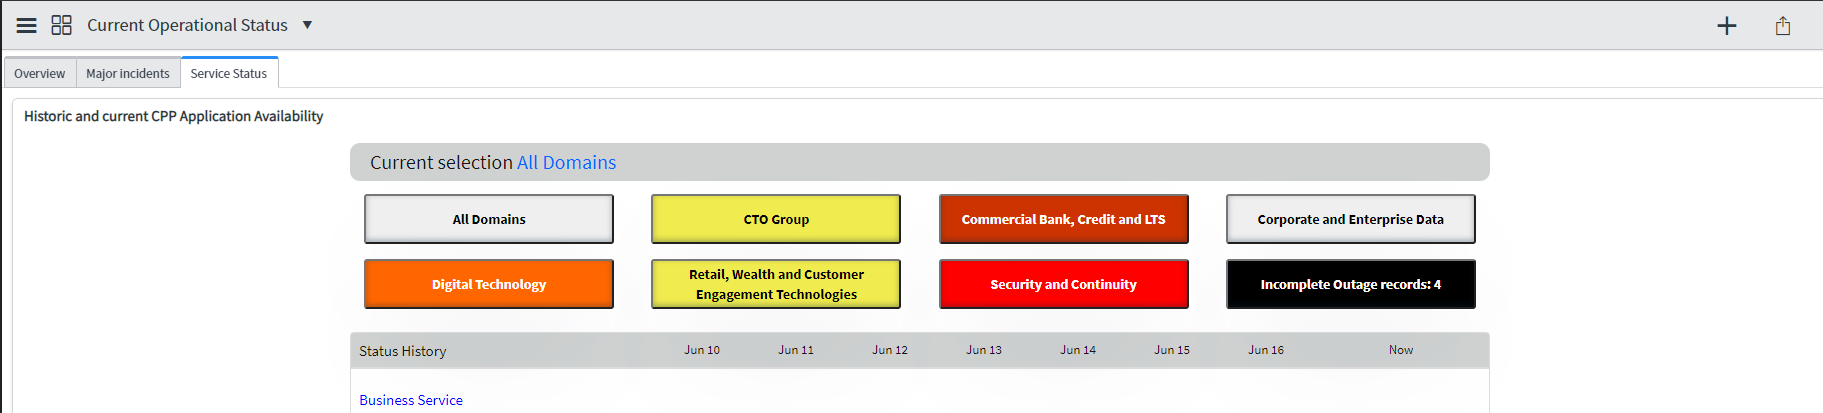 Current Operational Status
Overview Major incidents Service Status
Historic and current CPP Application Availability
Current selection All Domains
All Domains
CTO Group
Commercial Bank, Credit and LTS
Corporate and Enterprise Data
Digital Technology
Retail, Wealth and Customer
Engagement Technologies
Security and Continuity
Incomplete Outage records: 4
Status History Jun 10 Jun 11 Jun 12 Jun 13 Jun 14 Jun 15 Jun 16 Now
Business Service